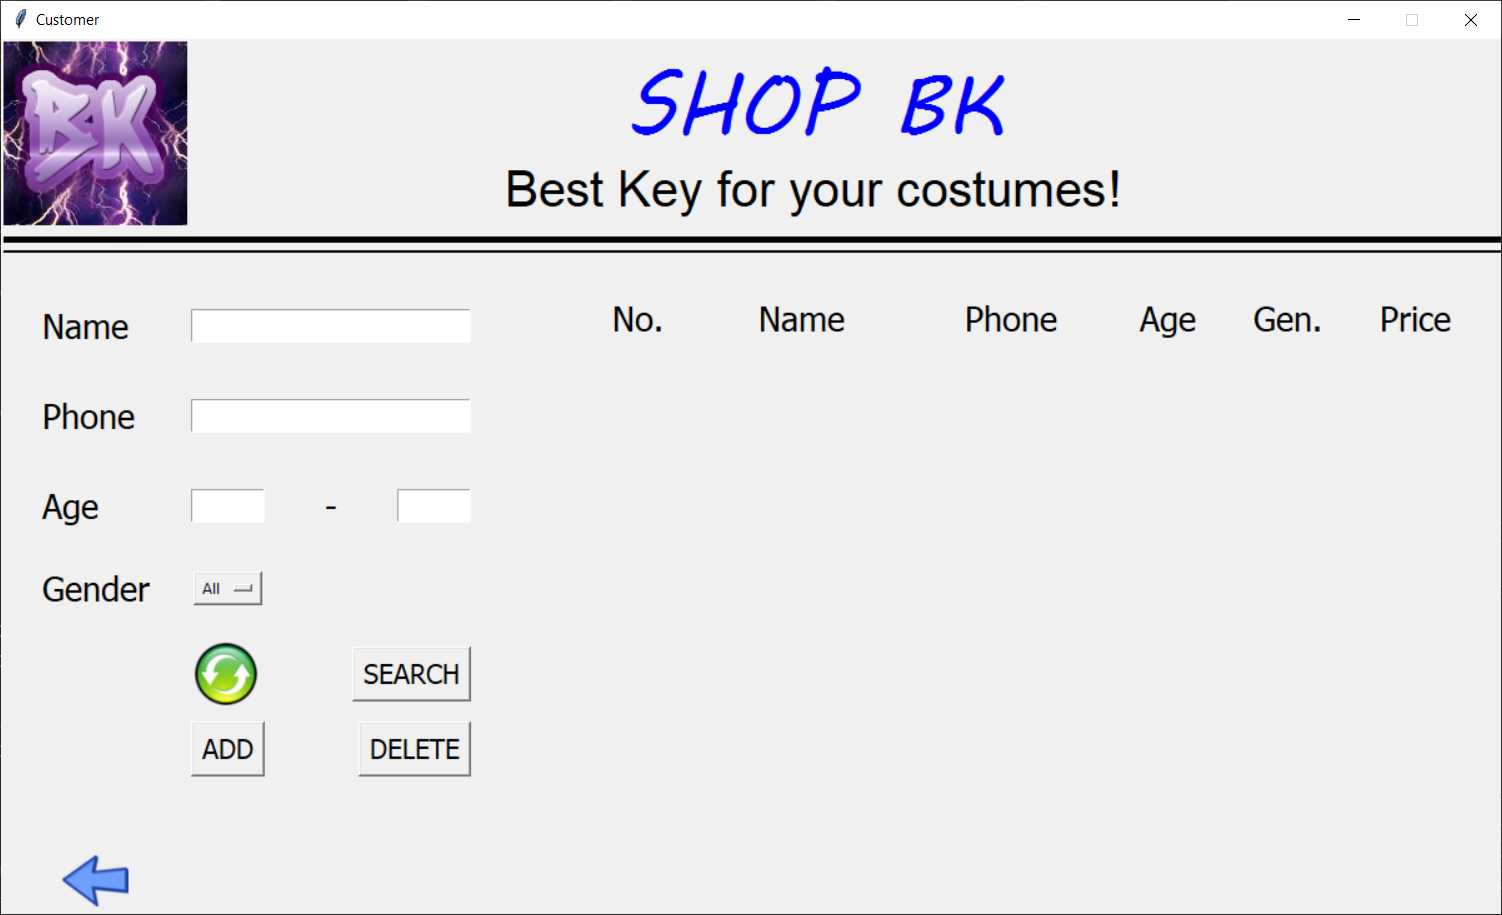 Customer
BK
SHOP BK
Best Key for your costumes!
No. Name Phone Age Gen. Price
Name
Phone
Age -
Gender All
SEARCH
ADD DELETE